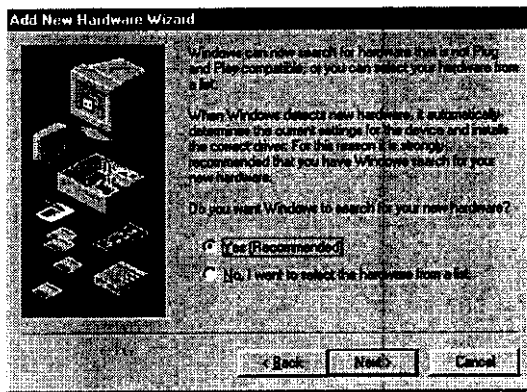 Add New Hardware Wizard
Windows can now search for hardware that is not Plug
and Play compatible, or you can select your hardware from
a list.
When Windows detects new hardware, it automatically
determines the current settings for the device and installs
the correct driver. For this reason it is strongly
recommended that you have Windows search for your
new hardware.
Do you want Windows to search for your new hardware?
Yes (Recommended)
No, I want to select the hardware from a list.
< Back
Next >
Cancel